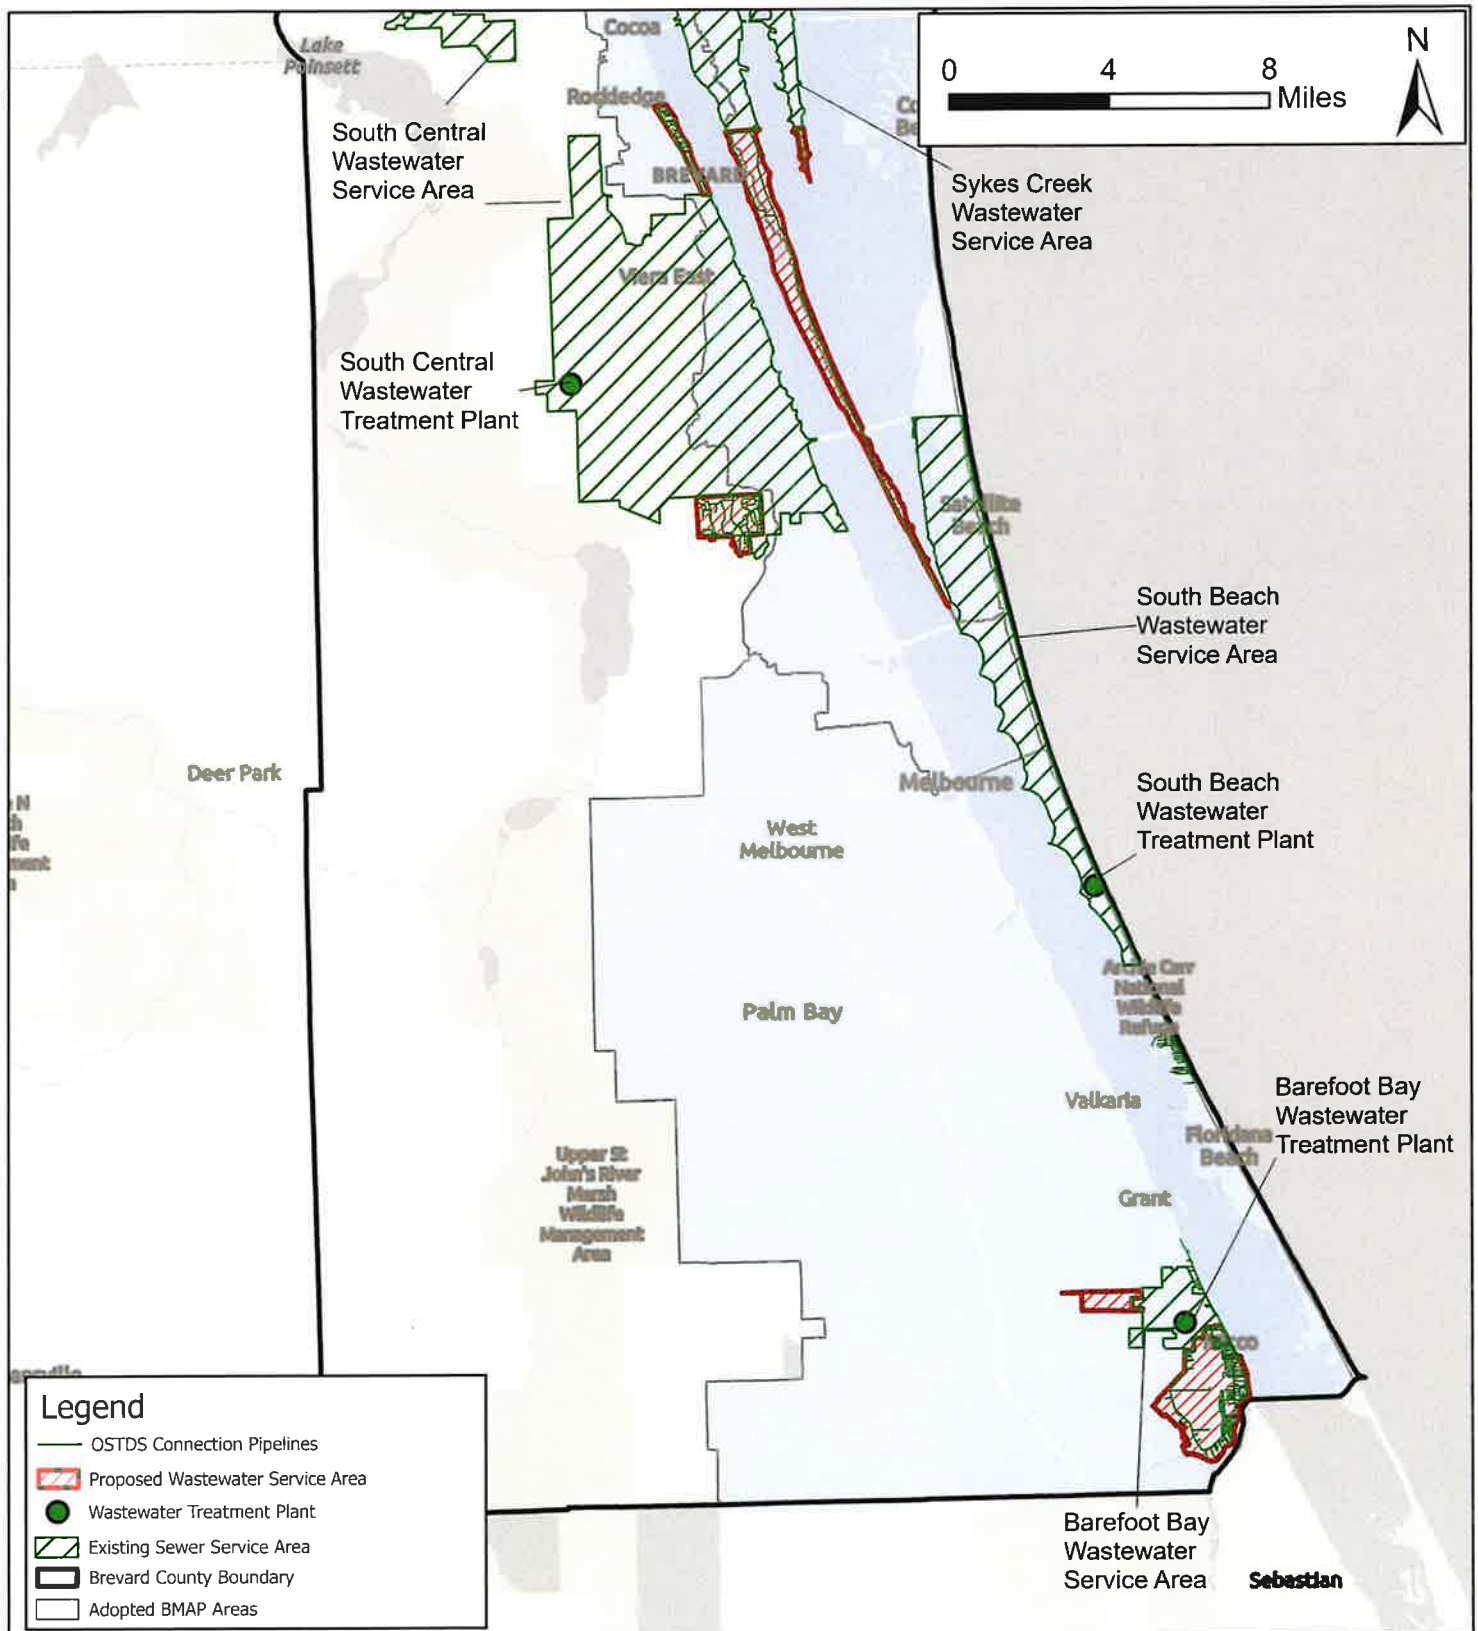 Cocoa
Lake
Poinsett
0 4 8
Miles
N
Rockledge
South Central
Wastewater
Service Area
BREVARD
Sykes Creek
Wastewater
Service Area
Viera East
South Central
Wastewater
Treatment Plant
Satellite
Beach
South Beach
Wastewater
Service Area
Deer Park
Melbourne
South Beach
Wastewater
Treatment Plant
West
Melbourne
Archie Carr
National
Wildlife
Refuge
Palm Bay
Valkaria
Barefoot Bay
Wastewater
Treatment Plant
Floridana
Beach
Upper St
John's River
Marsh
Wildlife
Management
Area
Grant
Legend
OSTDS Connection Pipelines
Proposed Wastewater Service Area
Wastewater Treatment Plant
Existing Sewer Service Area
Brevard County Boundary
Adopted BMAP Areas
Barefoot Bay
Wastewater
Service Area
Sebastian